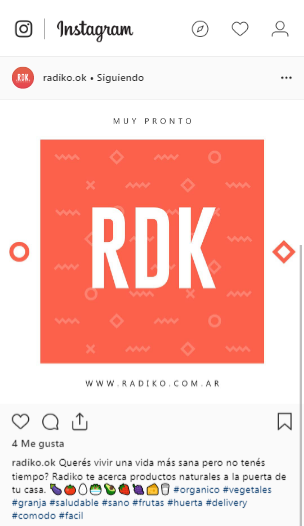 Instagram
RDK.
radiko.ok • Siguiendo
MUY PRONTO
RDK
WWW.RADIKO.COM.AR
4 Me gusta
radiko.ok Querés vivir una vida más sana pero no tenés
tiempo? Radiko te acerca productos naturales a la puerta de
tu casa. 🍆🍅🥚🥗🥑🍓🍇🧀🥛 #organico #vegetales
#granja #saludable #sano #frutas #huerta #delivery
#comodo #facil